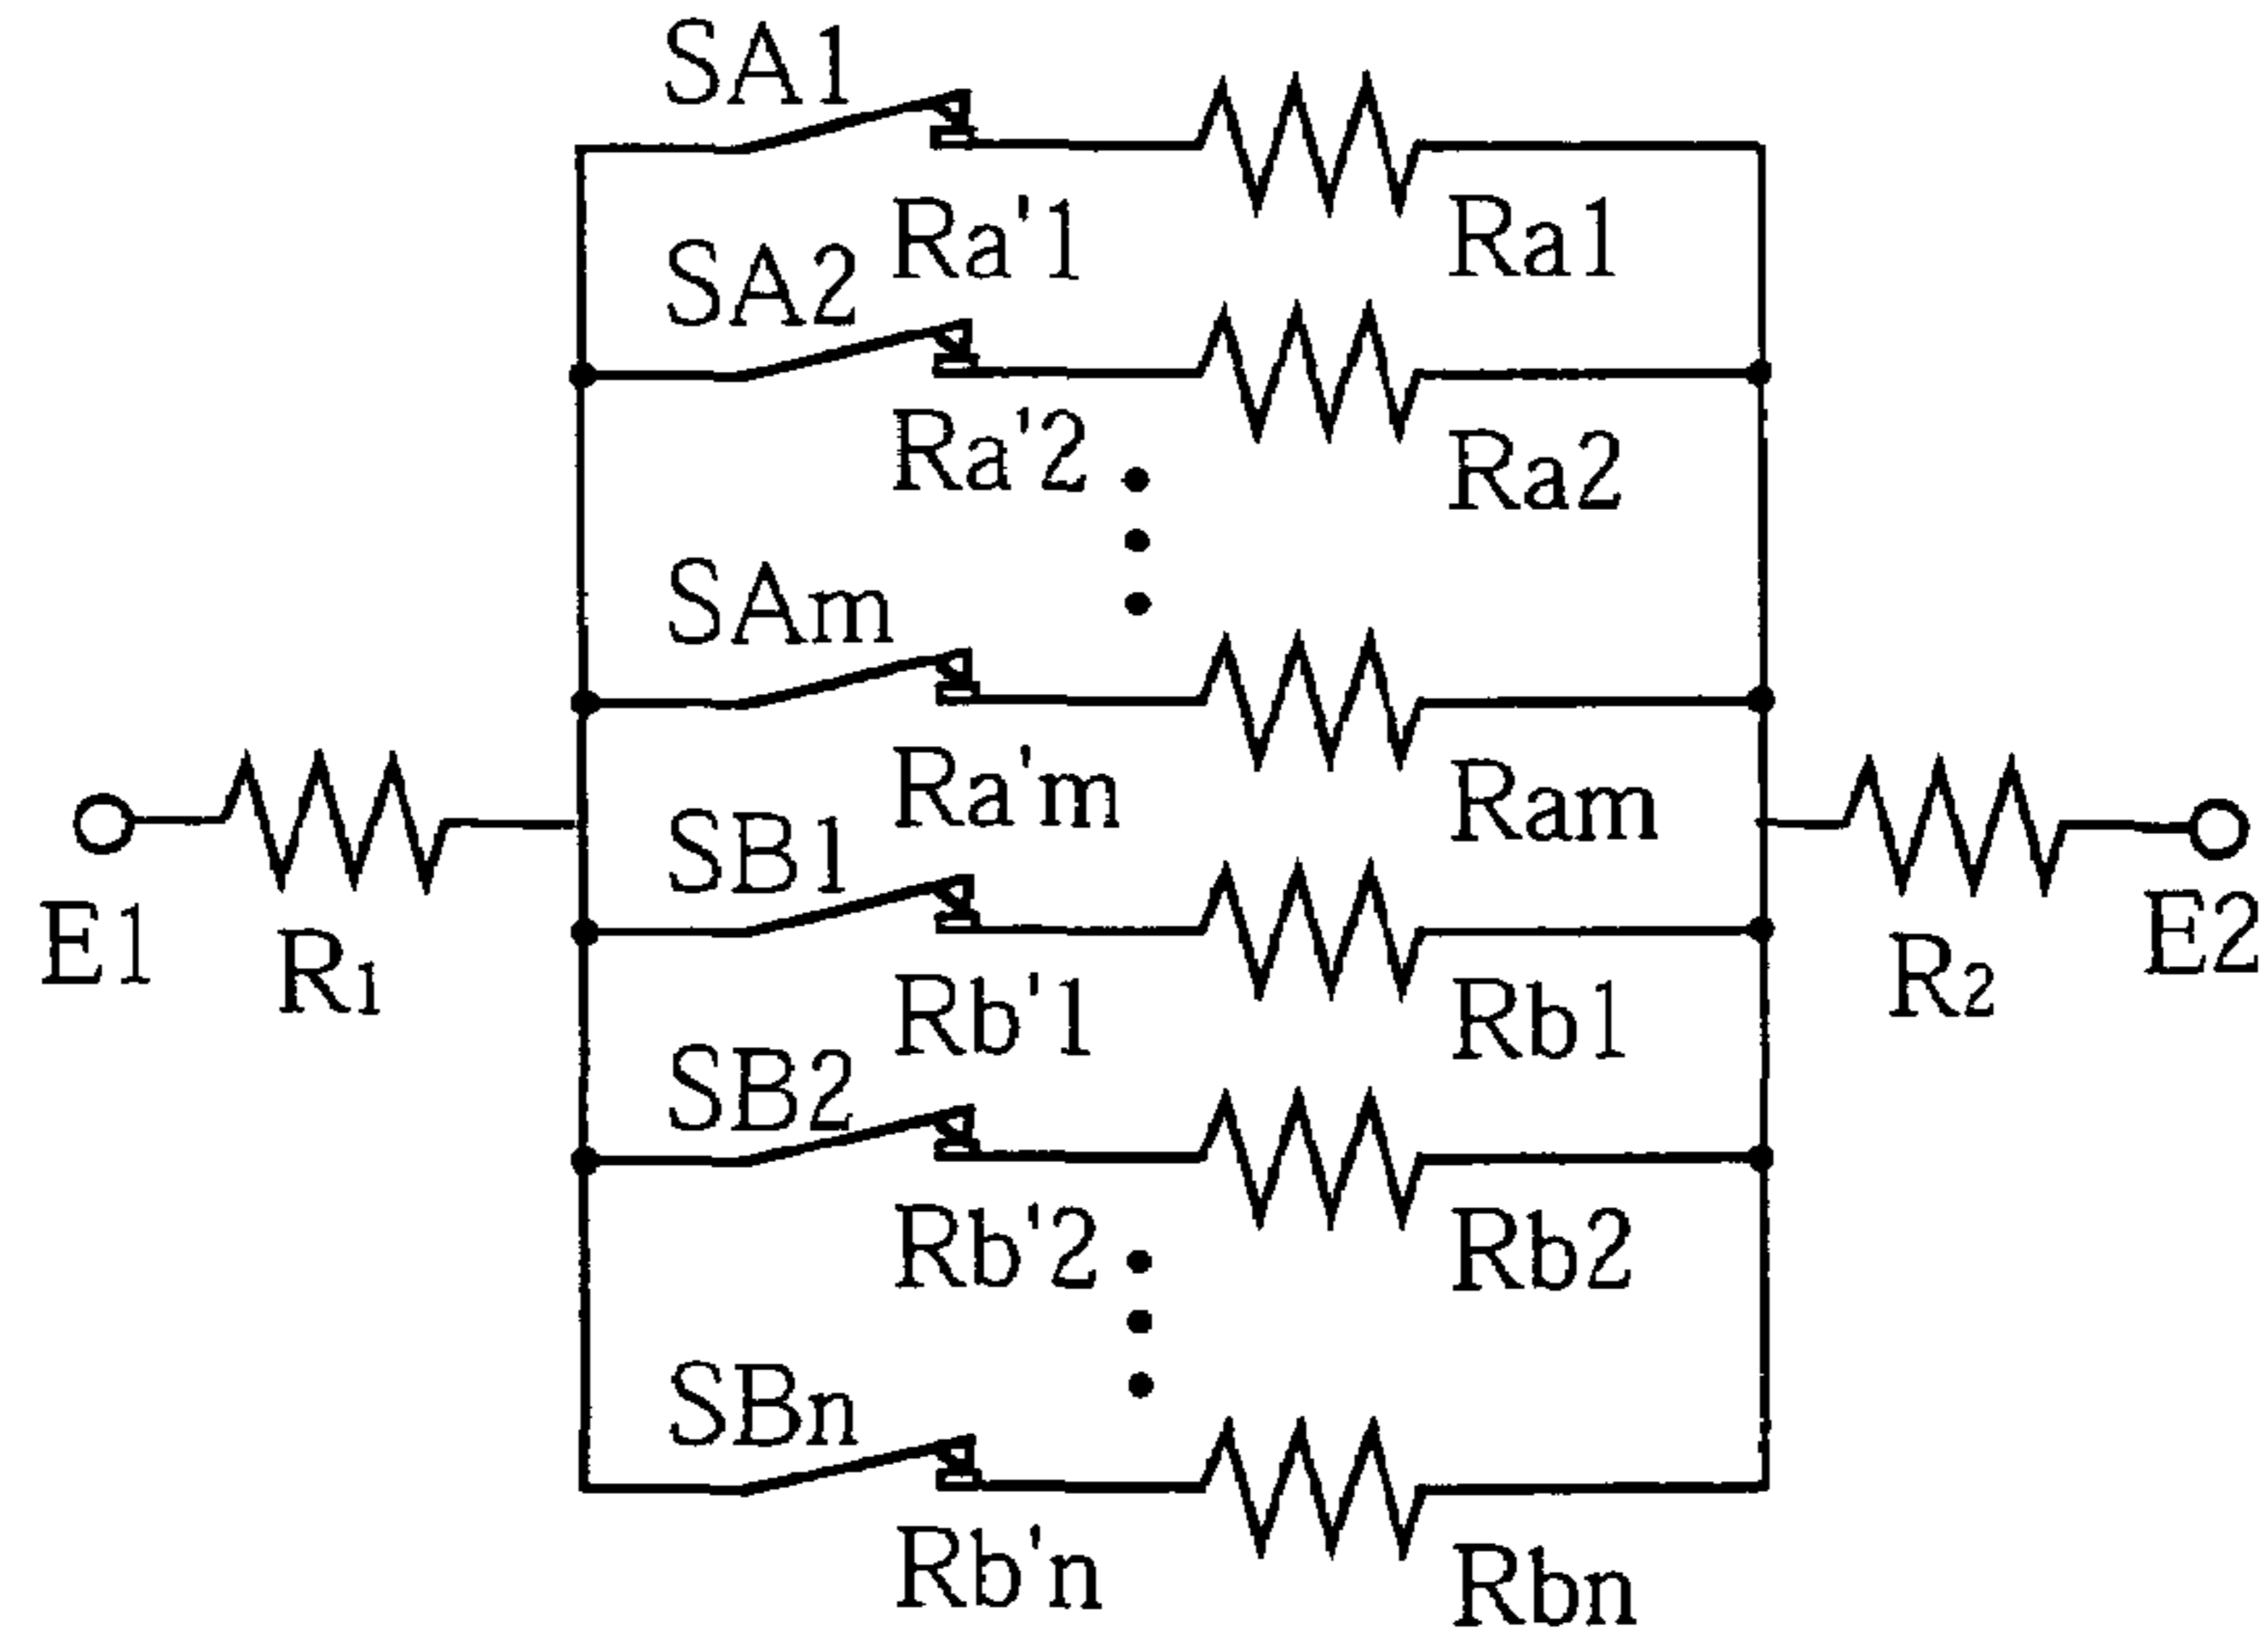 SA1
Ra'1
Ra1
SA2
Ra'2
Ra2
SAm
Ra'm
Ram
E1
R1
SB1
Rb'1
Rb1
R2
E2
SB2
Rb'2
Rb2
SBn
Rb'n
Rbn